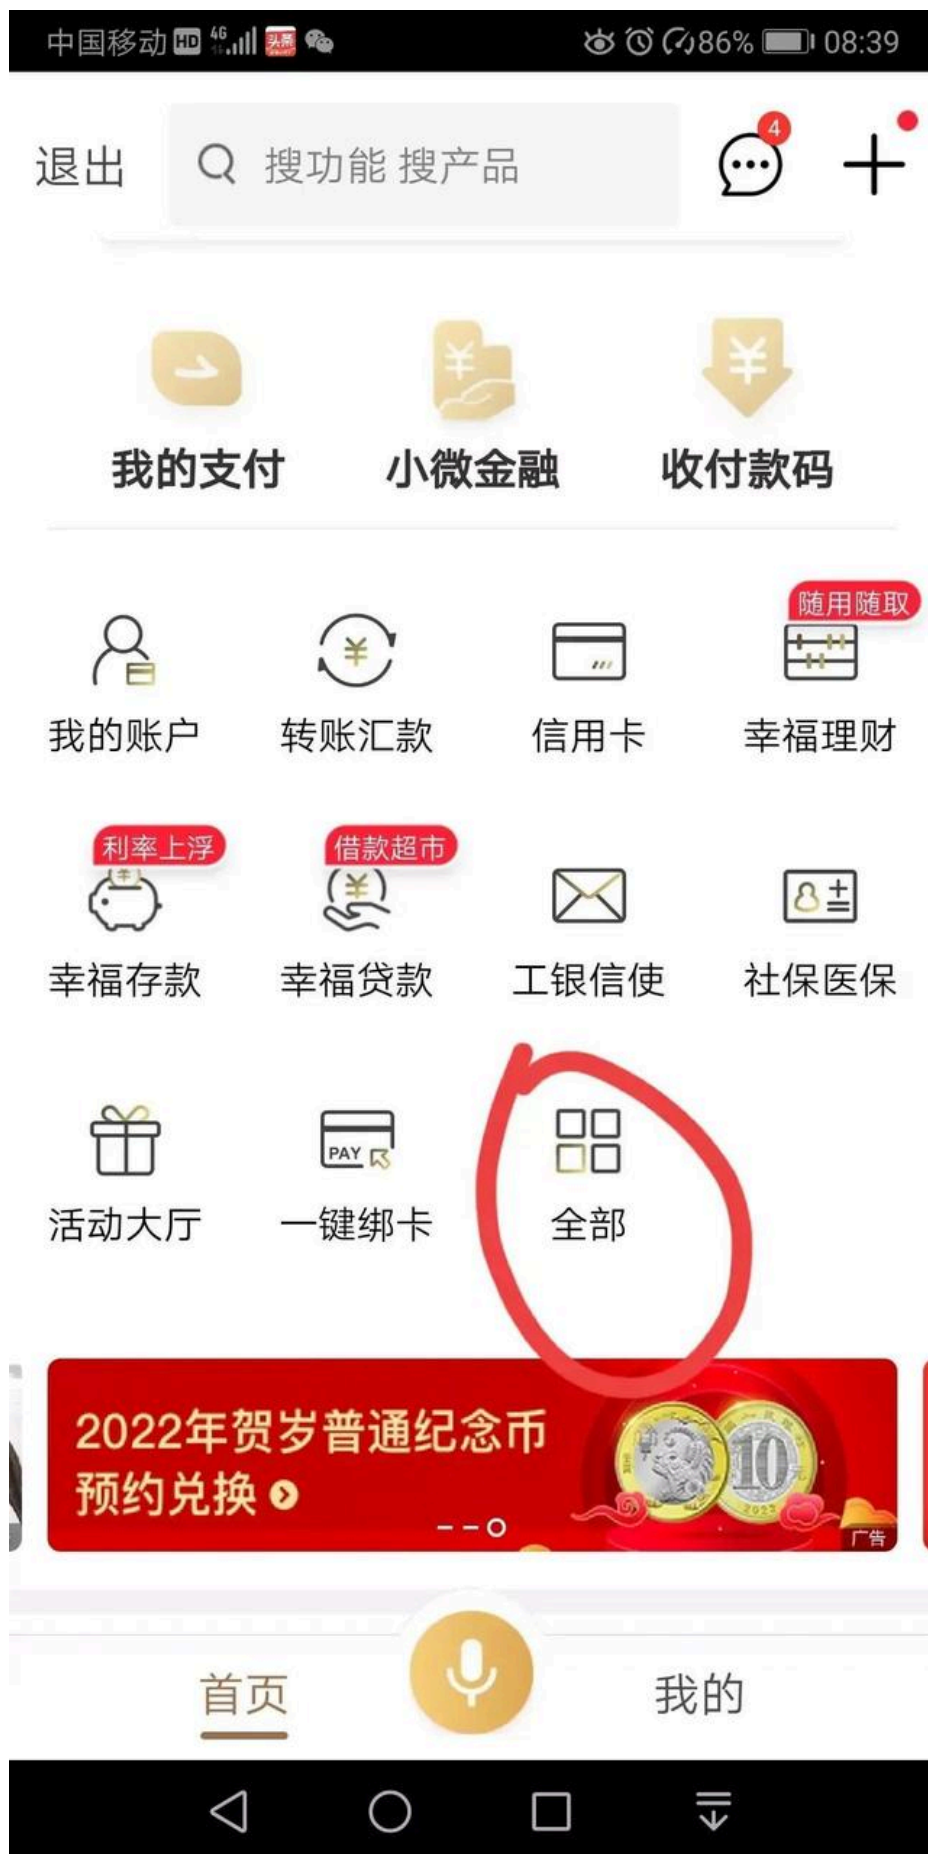 中国移动 HD 4G 头条 86% 08:39
退出 搜功能 搜产品 4
我的支付 小微金融 收付款码
随用随取
我的账户 转账汇款 信用卡 幸福理财
利率上浮 借款超市
幸福存款 幸福贷款 工银信使 社保医保
PAY
活动大厅 一键绑卡 全部
2022年贺岁普通纪念币
预约兑换
10
2022
广告
首页 我的